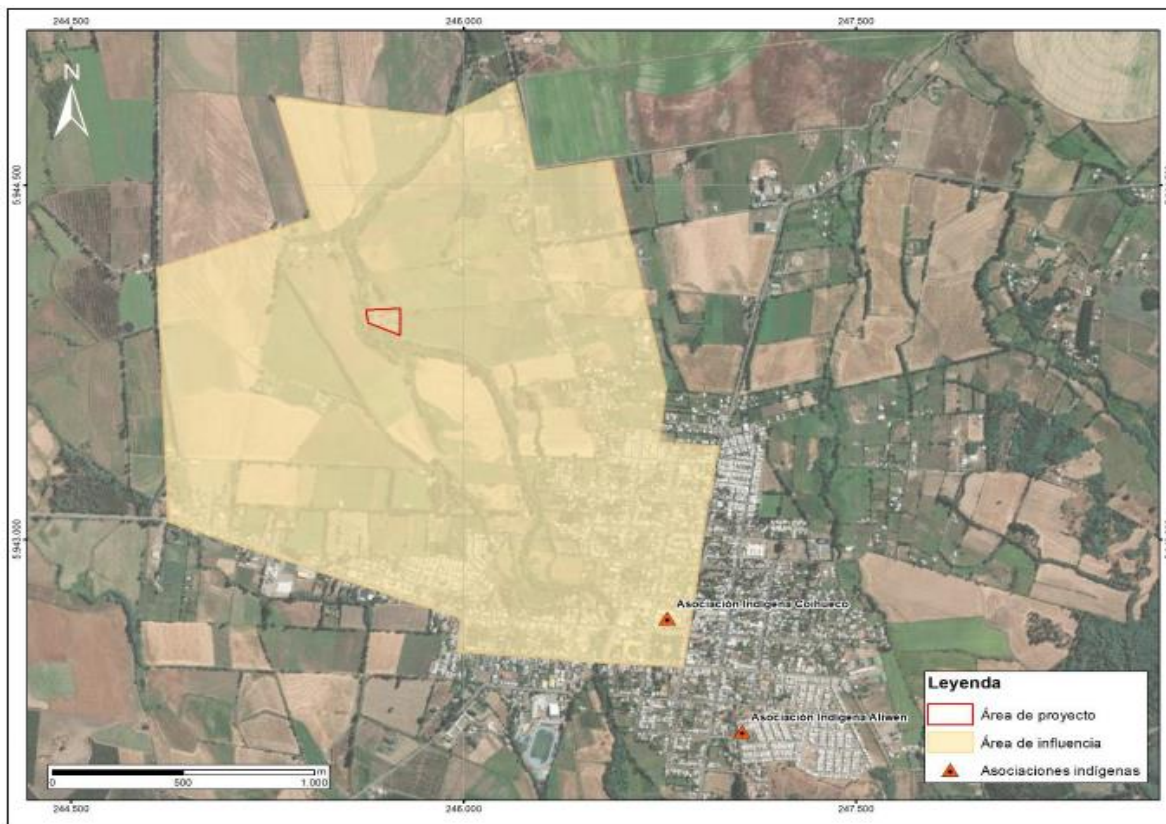 244.500
246.000
247.500
N
5.944.500
5.943.000
Asociación Indígena Coihueco
Asociación Indígena Aliwen
Leyenda
Área de proyecto
Área de influencia
Asociaciones indígenas
m
0
500
1.000
244.500
246.000
247.500